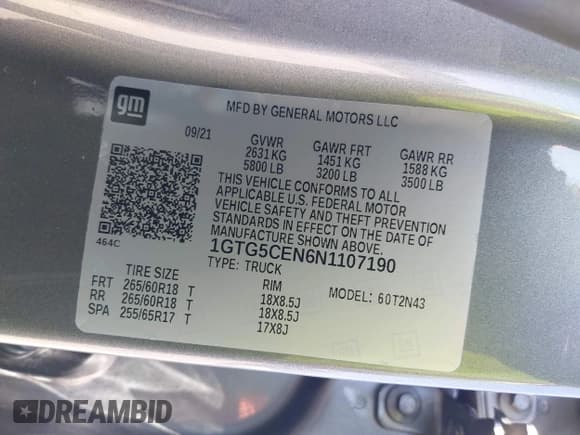 gm
MFD BY GENERAL MOTORS LLC
09/21 GVWR GAWR FRT GAWR RR
2631 KG 1451 KG 1588 KG
5800 LB 3200 LB 3500 LB
THIS VEHICLE CONFORMS TO ALL
APPLICABLE U.S. FEDERAL MOTOR
VEHICLE SAFETY AND THEFT PREVENTION
STANDARDS IN EFFECT ON THE DATE OF
MANUFACTURE SHOWN ABOVE.
464C
1GTG5CEN6N1107190
TYPE: TRUCK
TIRE SIZE RIM MODEL: 60T2N43
FRT 265/60R18 T 18X8.5J
RR 265/60R18 T 18X8.5J
SPA 255/65R17 T 17X8J
DREAMBID